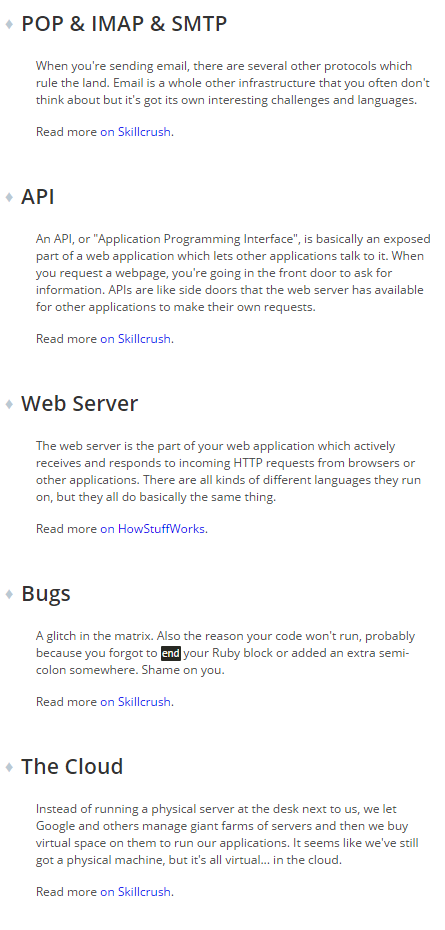 POP & IMAP & SMTP
When you're sending email, there are several other protocols which
rule the land. Email is a whole other infrastructure that you often don't
think about but it's got its own interesting challenges and languages.
Read more on Skillcrush.
API
An API, or "Application Programming Interface", is basically an exposed
part of a web application which lets other applications talk to it. When
you request a webpage, you're going in the front door to ask for
information. APIs are like side doors that the web server has available
for other applications to make their own requests.
Read more on Skillcrush.
Web Server
The web server is the part of your web application which actively
receives and responds to incoming HTTP requests from browsers or
other applications. There are all kinds of different languages they run
on, but they all do basically the same thing.
Read more on HowStuffWorks.
Bugs
A glitch in the matrix. Also the reason your code won't run, probably
because you forgot to end your Ruby block or added an extra semi-
colon somewhere. Shame on you.
Read more on Skillcrush.
The Cloud
Instead of running a physical server at the desk next to us, we let
Google and others manage giant farms of servers and then we buy
virtual space on them to run our applications. It seems like we've still
got a physical machine, but it's all virtual... in the cloud.
Read more on Skillcrush.